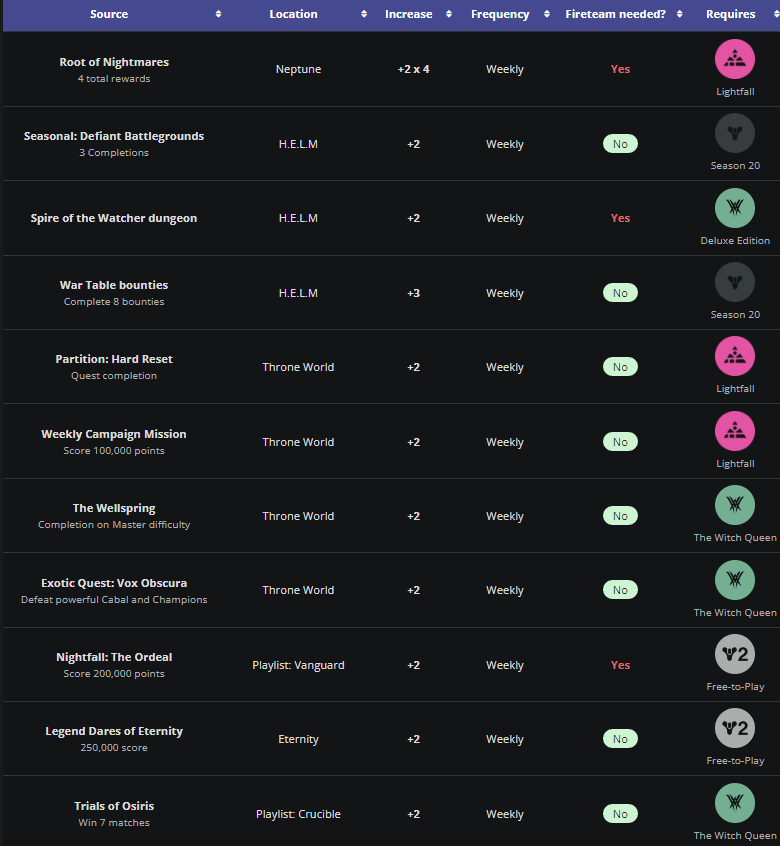 Source Location Increase Frequency Fireteam needed? Requires
Root of Nightmares
4 total rewards
Neptune
+2 x 4
Weekly
Yes
Lightfall
Seasonal: Defiant Battlegrounds
3 Completions
H.E.L.M
+2
Weekly
No
Season 20
Spire of the Watcher dungeon
H.E.L.M
+2
Weekly
Yes
Deluxe Edition
War Table bounties
Complete 8 bounties
H.E.L.M
+3
Weekly
No
Season 20
Partition: Hard Reset
Quest completion
Throne World
+2
Weekly
No
Lightfall
Weekly Campaign Mission
Score 100,000 points
Throne World
+2
Weekly
No
Lightfall
The Wellspring
Completion on Master difficulty
Throne World
+2
Weekly
No
The Witch Queen
Exotic Quest: Vox Obscura
Defeat powerful Cabal and Champions
Throne World
+2
Weekly
No
The Witch Queen
Nightfall: The Ordeal
Score 200,000 points
Playlist: Vanguard
+2
Weekly
Yes
2
Free-to-Play
Legend Dares of Eternity
250,000 score
Eternity
+2
Weekly
No
2
Free-to-Play
Trials of Osiris
Win 7 matches
Playlist: Crucible
+2
Weekly
No
The Witch Queen